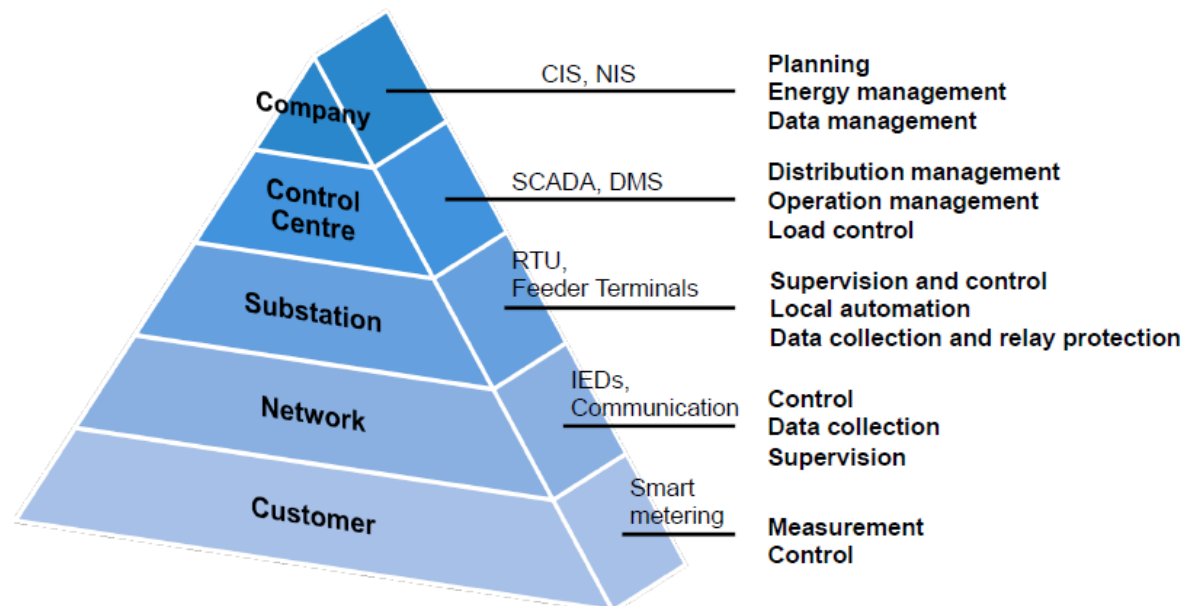 Company
CIS, NIS
Planning
Energy management
Data management
Control
Centre
SCADA, DMS
Distribution management
Operation management
Load control
Substation
RTU,
Feeder Terminals
Supervision and control
Local automation
Data collection and relay protection
Network
IEDs,
Communication
Control
Data collection
Supervision
Customer
Smart
metering
Measurement
Control